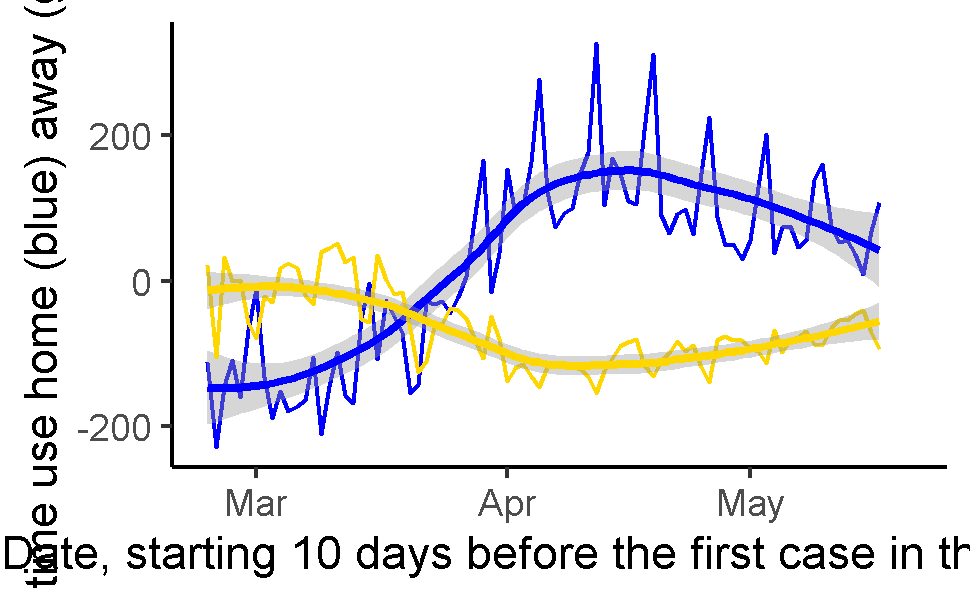 time use home (blue) away (
200
0
-200
Mar Apr May
Date, starting 10 days before the first case in th